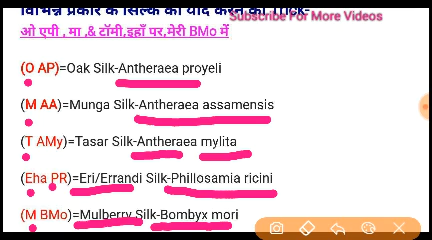 विभिन्न प्रकार के सिल्क को याद करने की Trick-
Subscribe For More Videos
ओ एपी , मा ,& टॉमी,इहाँ पर,मेरी BMo में
(O AP)=Oak Silk-Antheraea proyeli
(M AA)=Munga Silk-Antheraea assamensis
(T AMy)=Tasar Silk-Antheraea mylita
(Eha PR)=Eri/Errandi Silk-Phillosamia ricini
(M BMo)=Mulberry Silk-Bombyx mori